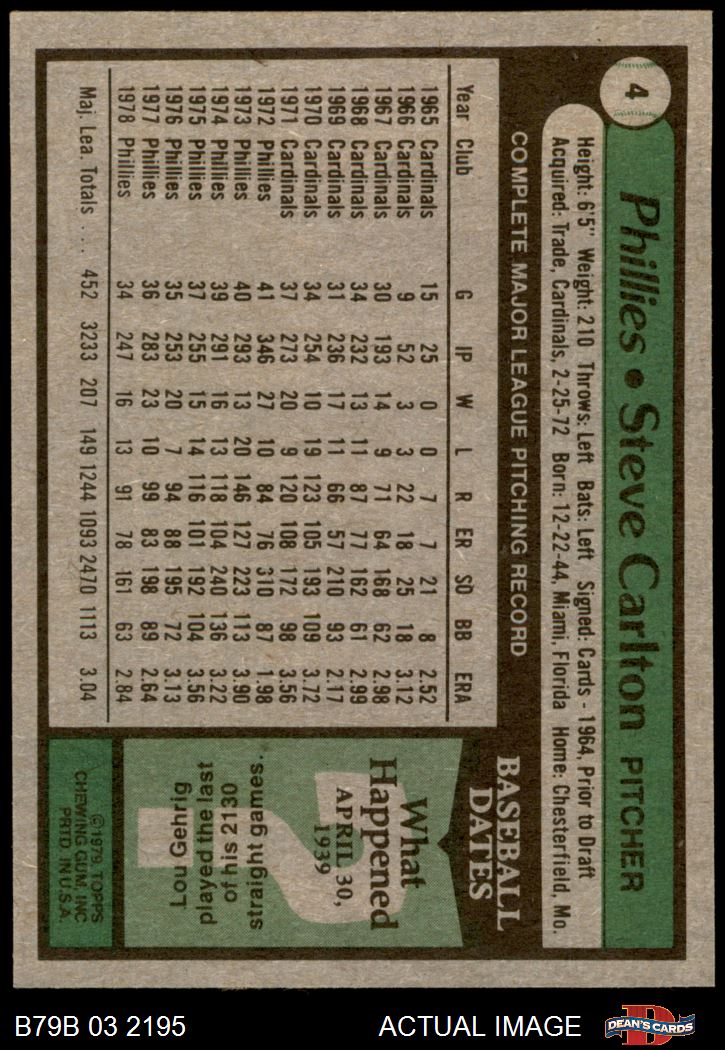 4
Phillies • Steve Carlton PITCHER
Height: 6'5" Weight: 210 Throws: Left Bats: Left Signed: Cards - 1964, Prior to Draft
Acquired: Trade, Cardinals, 2-25-72 Born: 12-22-44, Miami, Florida Home: Chesterfield, Mo.
COMPLETE MAJOR LEAGUE PITCHING RECORD
Year Club G IP W L R ER SO BB ERA
1965 Cardinals 15 25 0 0 7 7 21 8 2.52
1966 Cardinals 9 52 3 3 22 18 25 18 3.12
1967 Cardinals 30 193 14 9 71 64 168 62 2.98
1968 Cardinals 34 232 13 11 87 77 162 61 2.99
1969 Cardinals 31 236 17 11 66 57 210 93 2.17
1970 Cardinals 34 254 10 19 123 105 193 109 3.72
1971 Cardinals 37 273 20 9 120 108 172 98 3.56
1972 Phillies 41 346 27 10 84 76 310 87 1.98
1973 Phillies 40 293 13 20 146 127 223 113 3.90
1974 Phillies 39 291 16 13 118 104 240 136 3.22
1975 Phillies 37 255 15 14 116 101 192 104 3.56
1976 Phillies 35 253 20 7 94 88 195 72 3.13
1977 Phillies 36 283 23 10 99 83 198 89 2.64
1978 Phillies 34 247 16 13 91 78 161 63 2.84
Maj. Lea. Totals . . . 452 3233 207 149 1244 1093 2470 1113 3.04
BASEBALL
DATES
What
Happened
APRIL 30,
1939
?
Lou Gehrig
played the last
of his 2130
straight games.
©1979, TOPPS
CHEWING GUM, INC
PRTD. IN U.S.A.
B79B 03 2195
ACTUAL IMAGE
D
DEAN'S CARDS